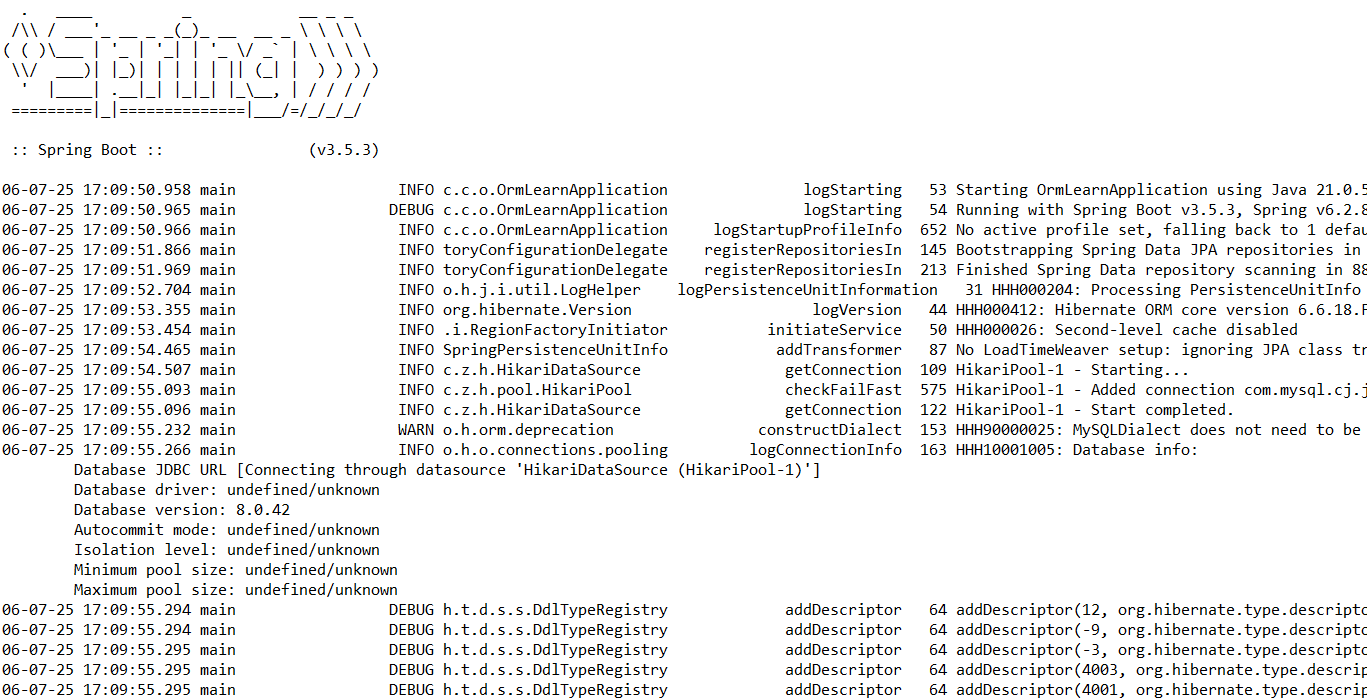 .   ____          _            __ _ _
 /\\ / ___'_ __ _ _(_)_ __  __ _ \ \ \ \
( ( )\___ | '_ | '_| | '_ \/ _` | \ \ \ \
 \\/  ___)| |_)| | | | | || (_| |  ) ) ) )
  '  |____| .__|_| |_|_| |_\__, | / / / /
 =========|_|==============|___/=/_/_/_/
 :: Spring Boot ::                (v3.5.3)
06-07-25 17:09:50.958 main INFO c.c.o.OrmLearnApplication logStarting 53 Starting OrmLearnApplication using Java 21.0.5
06-07-25 17:09:50.965 main DEBUG c.c.o.OrmLearnApplication logStarting 54 Running with Spring Boot v3.5.3, Spring v6.2.8
06-07-25 17:09:50.966 main INFO c.c.o.OrmLearnApplication logStartupProfileInfo 652 No active profile set, falling back to 1 defau
06-07-25 17:09:51.866 main INFO toryConfigurationDelegate registerRepositoriesIn 145 Bootstrapping Spring Data JPA repositories in
06-07-25 17:09:51.969 main INFO toryConfigurationDelegate registerRepositoriesIn 213 Finished Spring Data repository scanning in 88
06-07-25 17:09:52.704 main INFO o.h.j.i.util.LogHelper logPersistenceUnitInformation 31 HHH000204: Processing PersistenceUnitInfo
06-07-25 17:09:53.355 main INFO org.hibernate.Version logVersion 44 HHH000412: Hibernate ORM core version 6.6.18.F
06-07-25 17:09:53.454 main INFO .i.RegionFactoryInitiator initiateService 50 HHH000026: Second-level cache disabled
06-07-25 17:09:54.465 main INFO SpringPersistenceUnitInfo addTransformer 87 No LoadTimeWeaver setup: ignoring JPA class tr
06-07-25 17:09:54.507 main INFO c.z.h.HikariDataSource getConnection 109 HikariPool-1 - Starting...
06-07-25 17:09:55.093 main INFO c.z.h.pool.HikariPool checkFailFast 575 HikariPool-1 - Added connection com.mysql.cj.j
06-07-25 17:09:55.096 main INFO c.z.h.HikariDataSource getConnection 122 HikariPool-1 - Start completed.
06-07-25 17:09:55.232 main WARN o.h.orm.deprecation constructDialect 153 HHH90000025: MySQLDialect does not need to be
06-07-25 17:09:55.266 main INFO o.h.o.connections.pooling logConnectionInfo 163 HHH10001005: Database info:
Database JDBC URL [Connecting through datasource 'HikariDataSource (HikariPool-1)']
Database driver: undefined/unknown
Database version: 8.0.42
Autocommit mode: undefined/unknown
Isolation level: undefined/unknown
Minimum pool size: undefined/unknown
Maximum pool size: undefined/unknown
06-07-25 17:09:55.294 main DEBUG h.t.d.s.s.DdlTypeRegistry addDescriptor 64 addDescriptor(12, org.hibernate.type.descripto
06-07-25 17:09:55.294 main DEBUG h.t.d.s.s.DdlTypeRegistry addDescriptor 64 addDescriptor(-9, org.hibernate.type.descripto
06-07-25 17:09:55.295 main DEBUG h.t.d.s.s.DdlTypeRegistry addDescriptor 64 addDescriptor(-3, org.hibernate.type.descripto
06-07-25 17:09:55.295 main DEBUG h.t.d.s.s.DdlTypeRegistry addDescriptor 64 addDescriptor(4003, org.hibernate.type.descrip
06-07-25 17:09:55.295 main DEBUG h.t.d.s.s.DdlTypeRegistry addDescriptor 64 addDescriptor(4001, org.hibernate.type.descrip